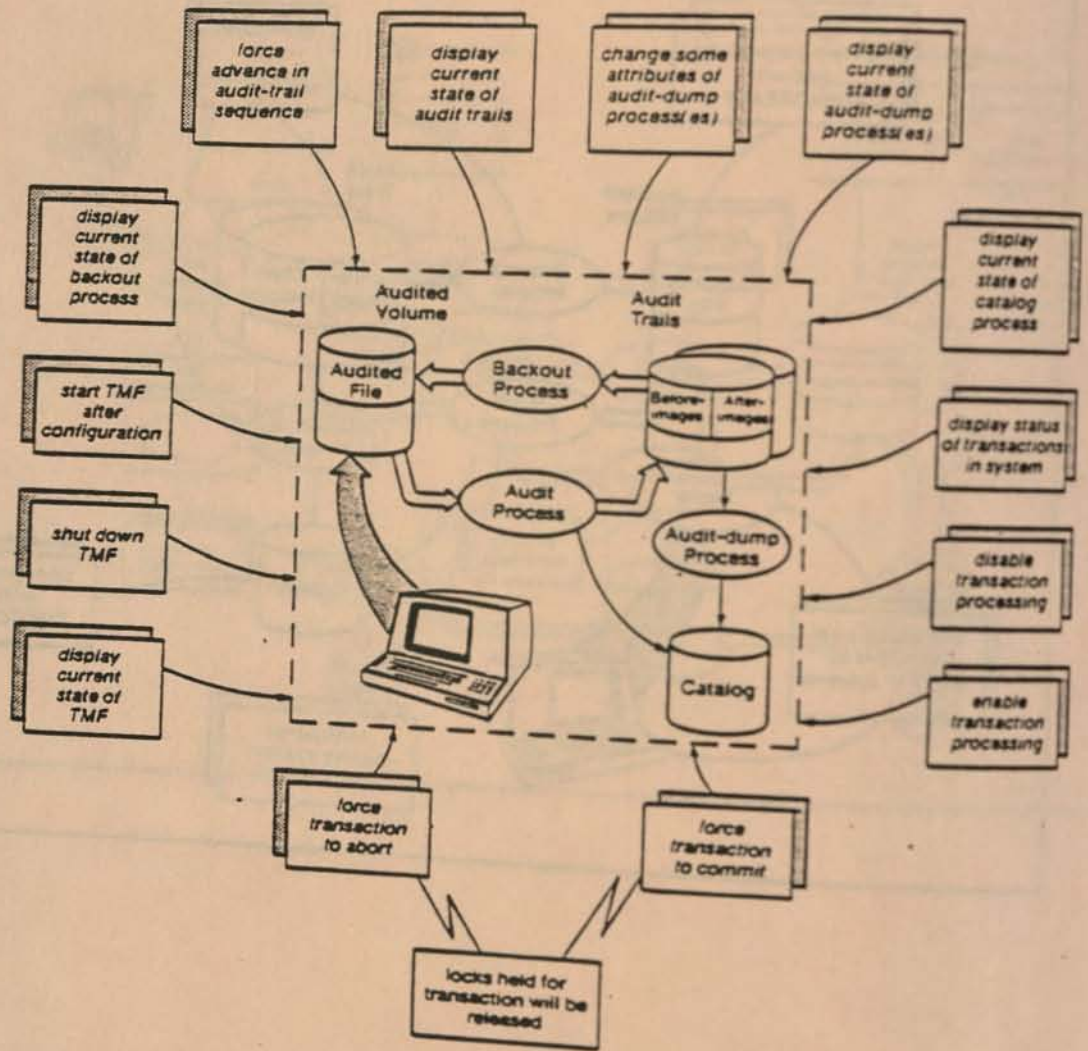 force
advance in
audit-trail
sequence
display
current
state of
audit trails
change some
attributes of
audit-dump
process(es)
display
current
state of
audit-dump
process(es)
display
current
state of
backout
process
start TMF
after
configuration
shut down
TMF
display
current
state of
TMF
Audited
Volume
Audit
Trails
Audited
File
Backout
Process
Before-
images
After-
images
Audit
Process
Audit-dump
Process
Catalog
display
current
state of
catalog
process
display status
of transactions
in system
disable
transaction
processing
enable
transaction
processing
force
transaction
to abort
force
transaction
to commit
locks held for
transaction will be
released